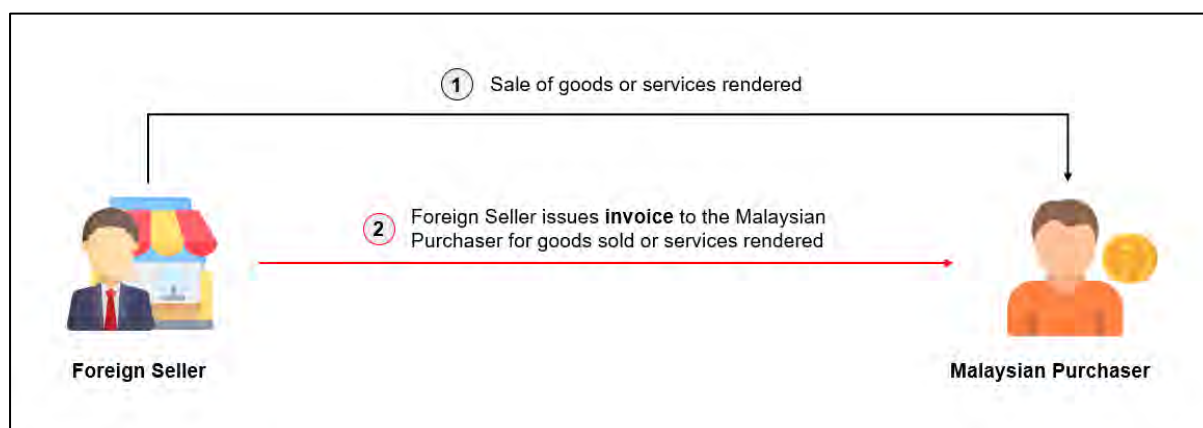 1 Sale of goods or services rendered
2 Foreign Seller issues invoice to the Malaysian
Purchaser for goods sold or services rendered
Foreign Seller
Malaysian Purchaser